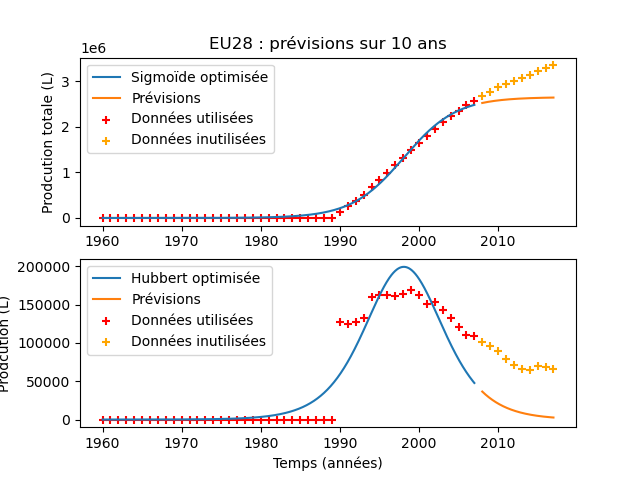 EU28 : prévisions sur 10 ans
1e6
Prodcution totale (L)
3
2
1
0
Sigmoïde optimisée
Prévisions
Données utilisées
Données inutilisées
1960 1970 1980 1990 2000 2010
Prodcution (L)
200000
150000
100000
50000
0
Hubbert optimisée
Prévisions
Données utilisées
Données inutilisées
1960 1970 1980 1990 2000 2010
Temps (années)